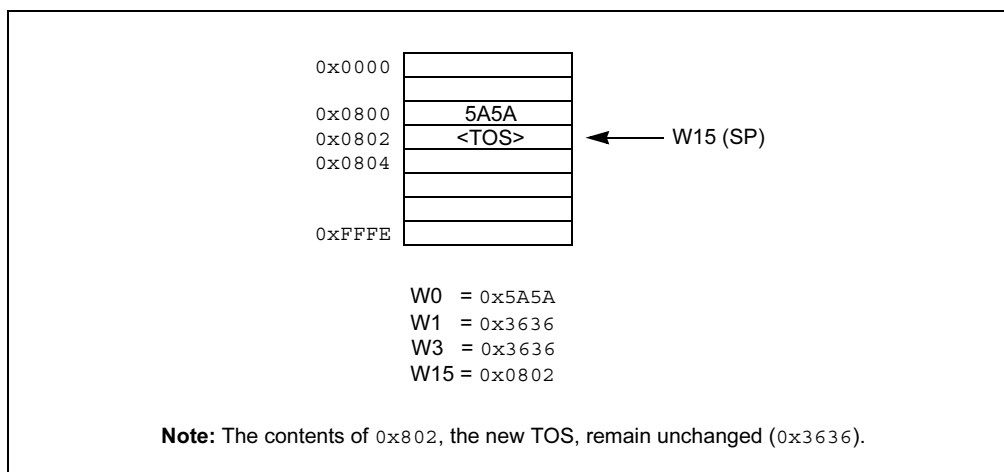 0x0000
0x0800 5A5A
0x0802 <TOS> W15 (SP)
0x0804
0xFFFE
W0 = 0x5A5A
W1 = 0x3636
W3 = 0x3636
W15 = 0x0802
Note: The contents of 0x802, the new TOS, remain unchanged (0x3636).